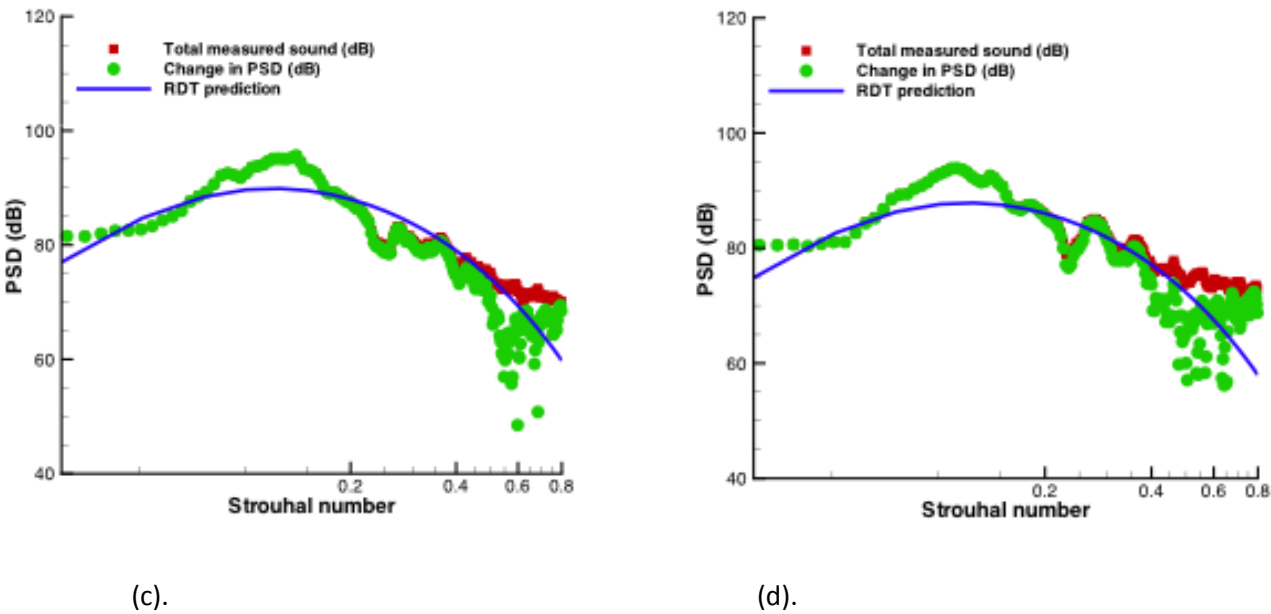 120
Total measured sound (dB)
Change in PSD (dB)
RDT prediction
100
80
60
40
PSD (dB)
0.2
0.4
0.6
0.8
Strouhal number
(c).
120
Total measured sound (dB)
Change in PSD (dB)
RDT prediction
100
80
60
40
PSD (dB)
0.2
0.4
0.6
0.8
Strouhal number
(d).